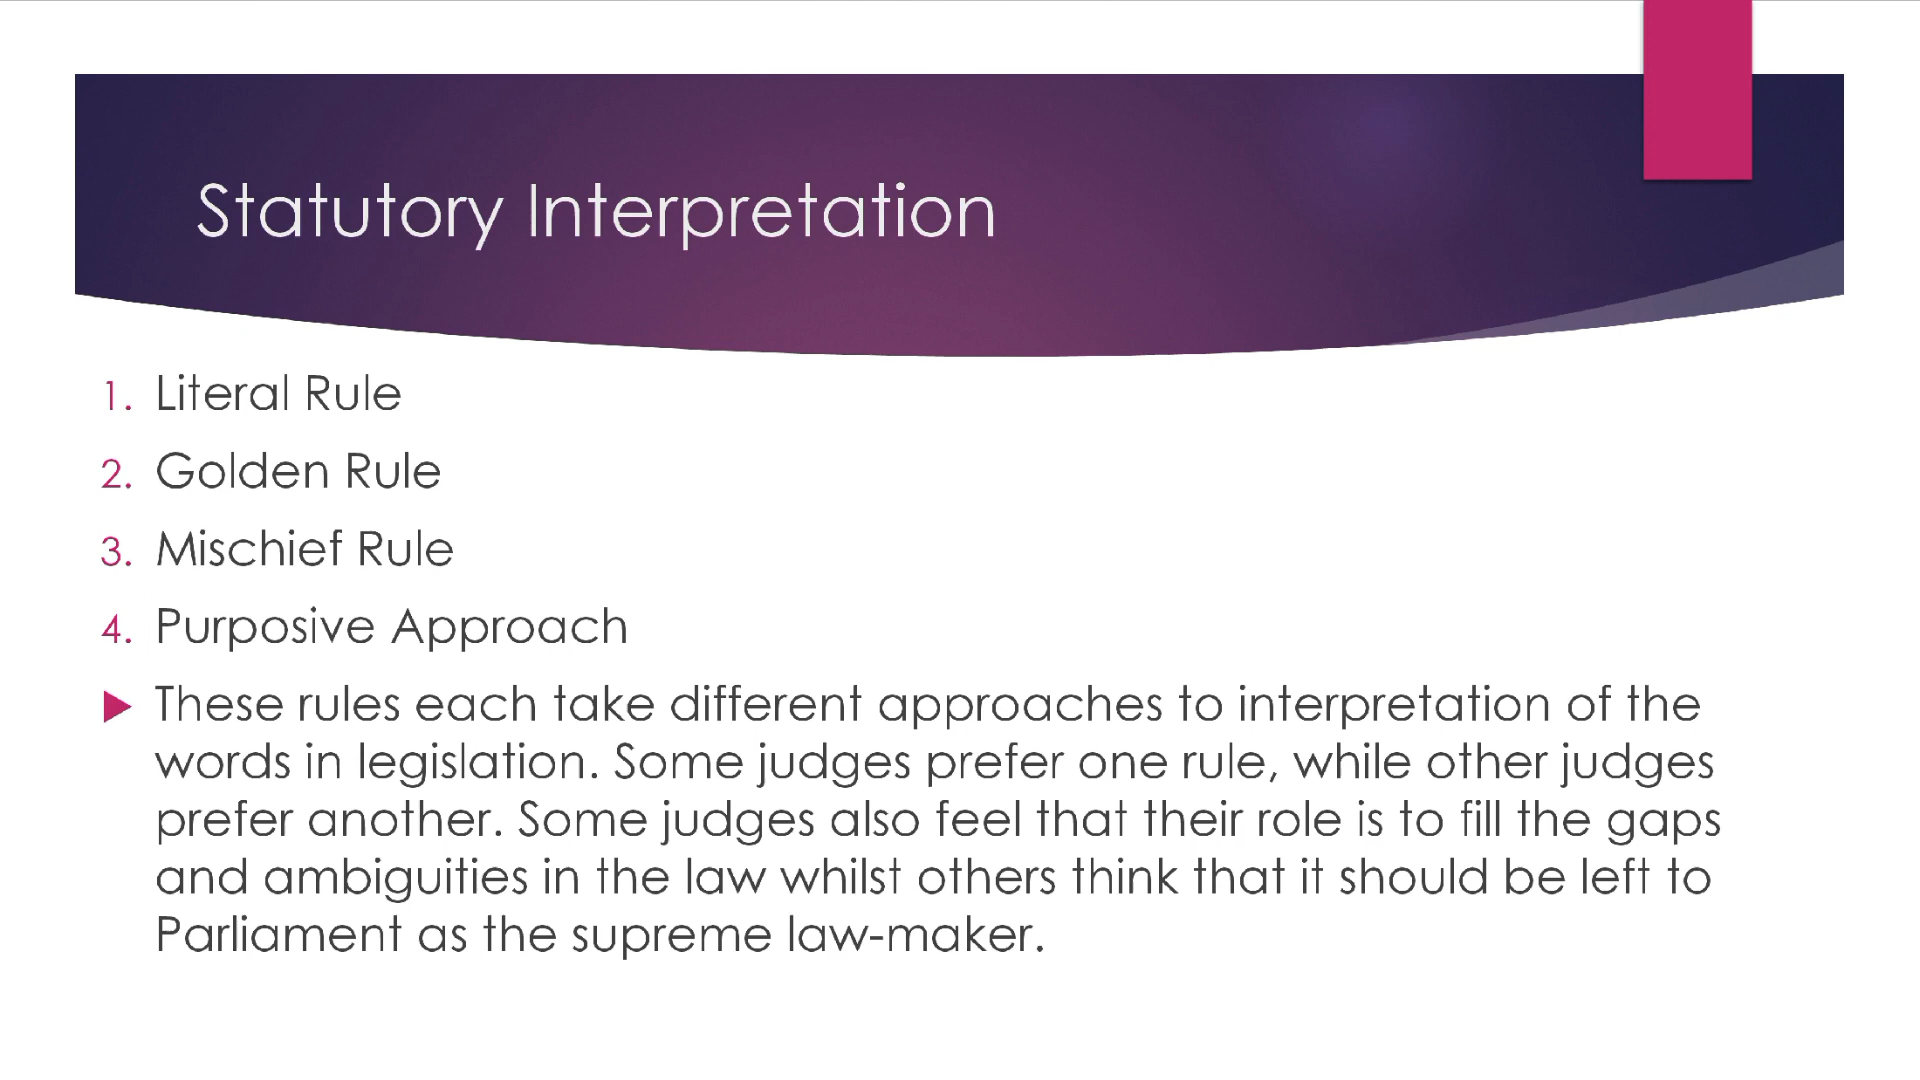 Statutory Interpretation
1. Literal Rule
2. Golden Rule
3. Mischief Rule
4. Purposive Approach
These rules each take different approaches to interpretation of the
words in legislation. Some judges prefer one rule, while other judges
prefer another. Some judges also feel that their role is to fill the gaps
and ambiguities in the law whilst others think that it should be left to
Parliament as the supreme law-maker.